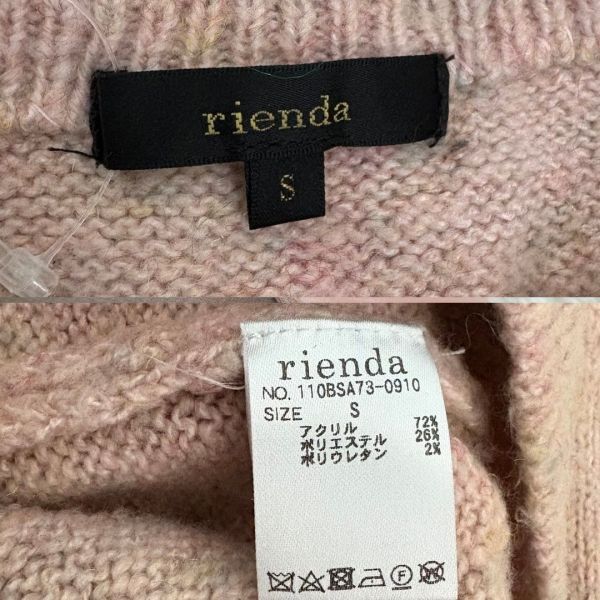 rienda
S
rienda
NO. 110BSA73-0910
SIZE S
アクリル 72%
ポリエステル 26%
ポリウレタン 2%